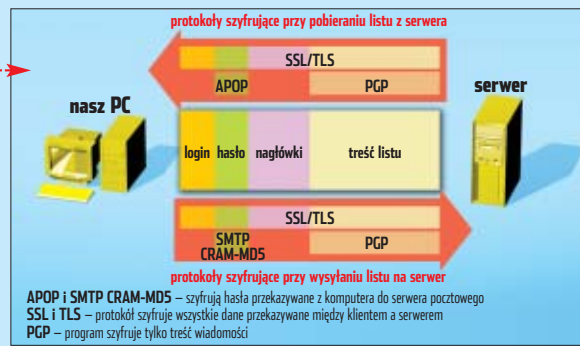 protokoły szyfrujące przy pobieraniu listu z serwera
SSL/TLS
APOP PGP
nasz PC
serwer
login hasło nagłówki treść listu
SSL/TLS
SMTP
CRAM-MD5
PGP
protokoły szyfrujące przy wysyłaniu listu na serwer
APOP i SMTP CRAM-MD5 – szyfrują hasła przekazywane z komputera do serwera pocztowego
SSL i TLS – protokół szyfruje wszystkie dane przekazywane między klientem a serwerem
PGP – program szyfruje tylko treść wiadomości